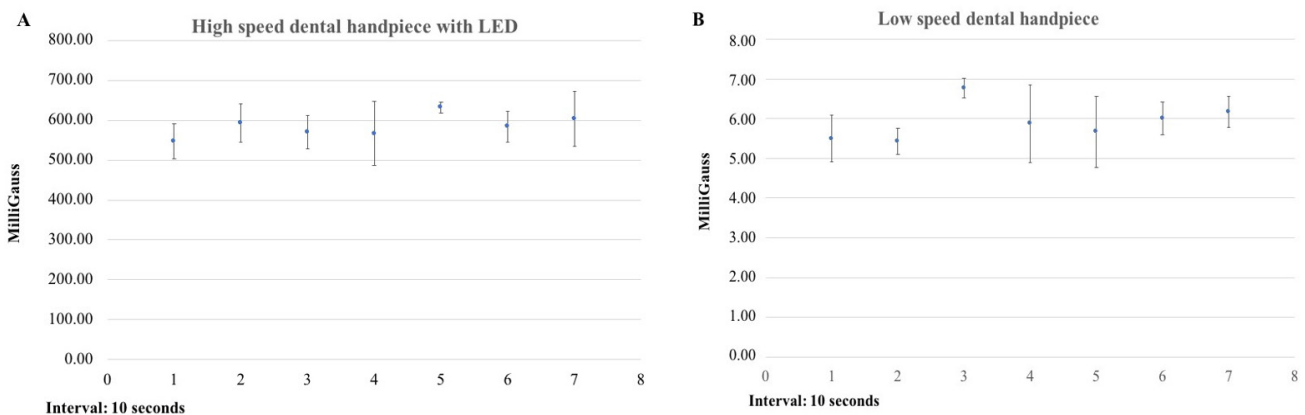 A
High speed dental handpiece with LED
800.00
700.00
600.00
500.00
400.00
300.00
200.00
100.00
0.00
MilliGauss
0 1 2 3 4 5 6 7 8
Interval: 10 seconds
B
Low speed dental handpiece
8.00
7.00
6.00
5.00
4.00
3.00
2.00
1.00
0.00
MilliGauss
0 1 2 3 4 5 6 7 8
Interval: 10 seconds